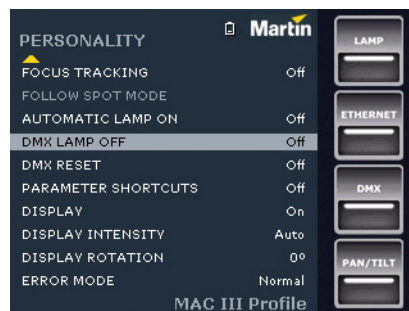 PERSONALITY
Martin
FOCUS TRACKING Off
FOLLOW SPOT MODE
AUTOMATIC LAMP ON Off
DMX LAMP OFF Off
DMX RESET Off
PARAMETER SHORTCUTS Off
DISPLAY On
DISPLAY INTENSITY Auto
DISPLAY ROTATION 0º
ERROR MODE Normal
MAC III Profile
LAMP
ETHERNET
DMX
PAN/TILT